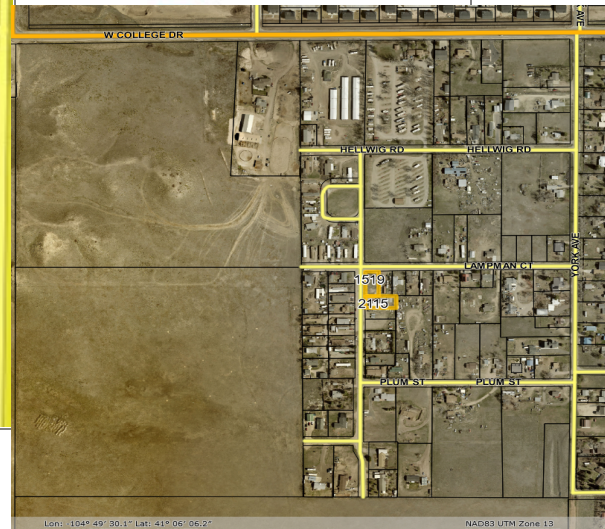 W COLLEGE DR
K AVE
HELLWIG RD
HELLWIG RD
YORK AVE
LAMPMAN CT
1519
2115
PLUM ST
PLUM ST
Lon: -104° 49' 30.1" Lat: 41° 06' 06.2"
NAD83 UTM Zone 13